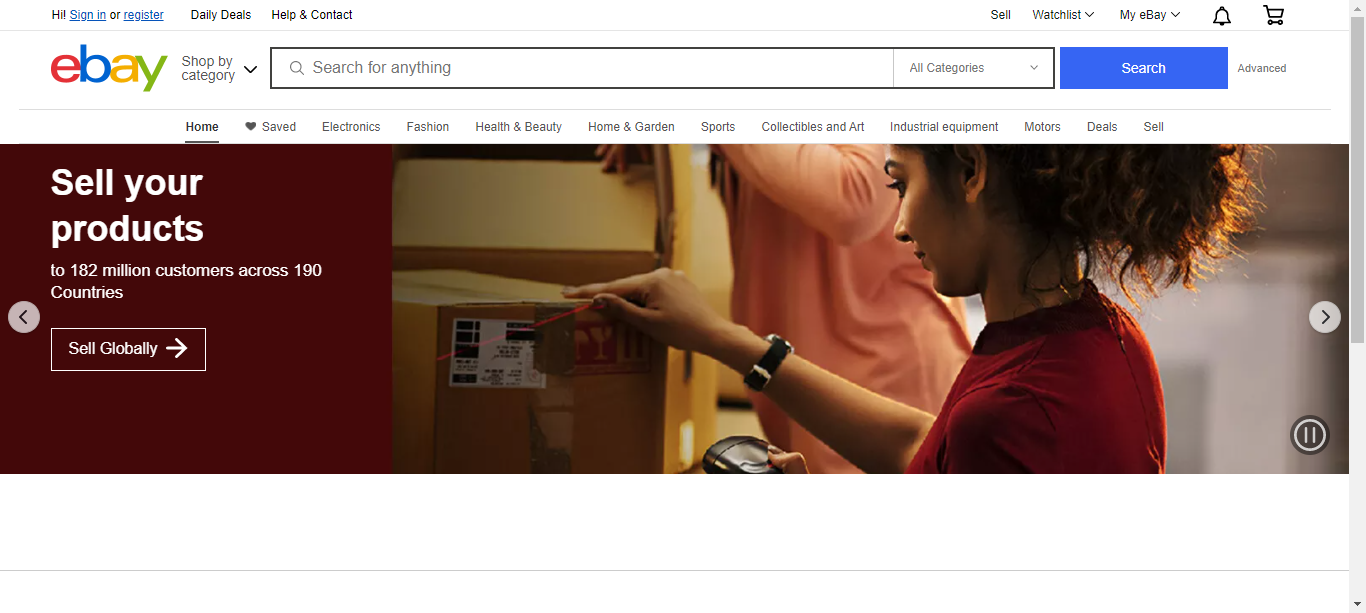 Hi! Sign in or register
Daily Deals
Help & Contact
Sell
Watchlist
My eBay
ebay
Shop by
category
Search for anything
All Categories
Search
Advanced
Home
Saved
Electronics
Fashion
Health & Beauty
Home & Garden
Sports
Collectibles and Art
Industrial equipment
Motors
Deals
Sell
Sell your
products
to 182 million customers across 190
Countries
Sell Globally